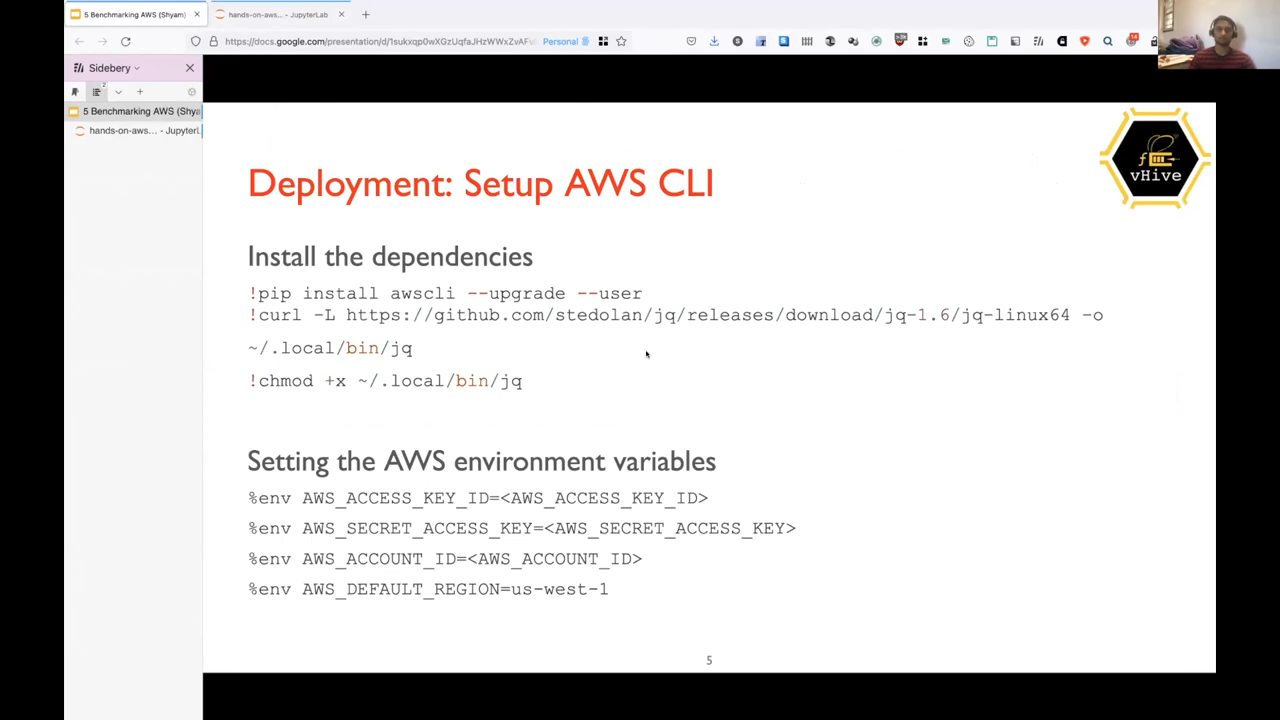 5 Benchmarking AWS (Shyam)
hands-on-aws... - JupyterLab
https://docs.google.com/presentation/d/1sukxqp0wXGzUqfaJHzWWxZvAFv
Personal
14
Sidebery
2
5 Benchmarking AWS (Shya
hands-on-aws... - JupyterL
vHive
Deployment: Setup AWS CLI
Install the dependencies
!pip install awscli --upgrade --user
!curl -L https://github.com/stedolan/jq/releases/download/jq-1.6/jq-linux64 -o
~/.local/bin/jq
!chmod +x ~/.local/bin/jq
Setting the AWS environment variables
%env AWS_ACCESS_KEY_ID=<AWS_ACCESS_KEY_ID>
%env AWS_SECRET_ACCESS_KEY=<AWS_SECRET_ACCESS_KEY>
%env AWS_ACCOUNT_ID=<AWS_ACCOUNT_ID>
%env AWS_DEFAULT_REGION=us-west-1
5